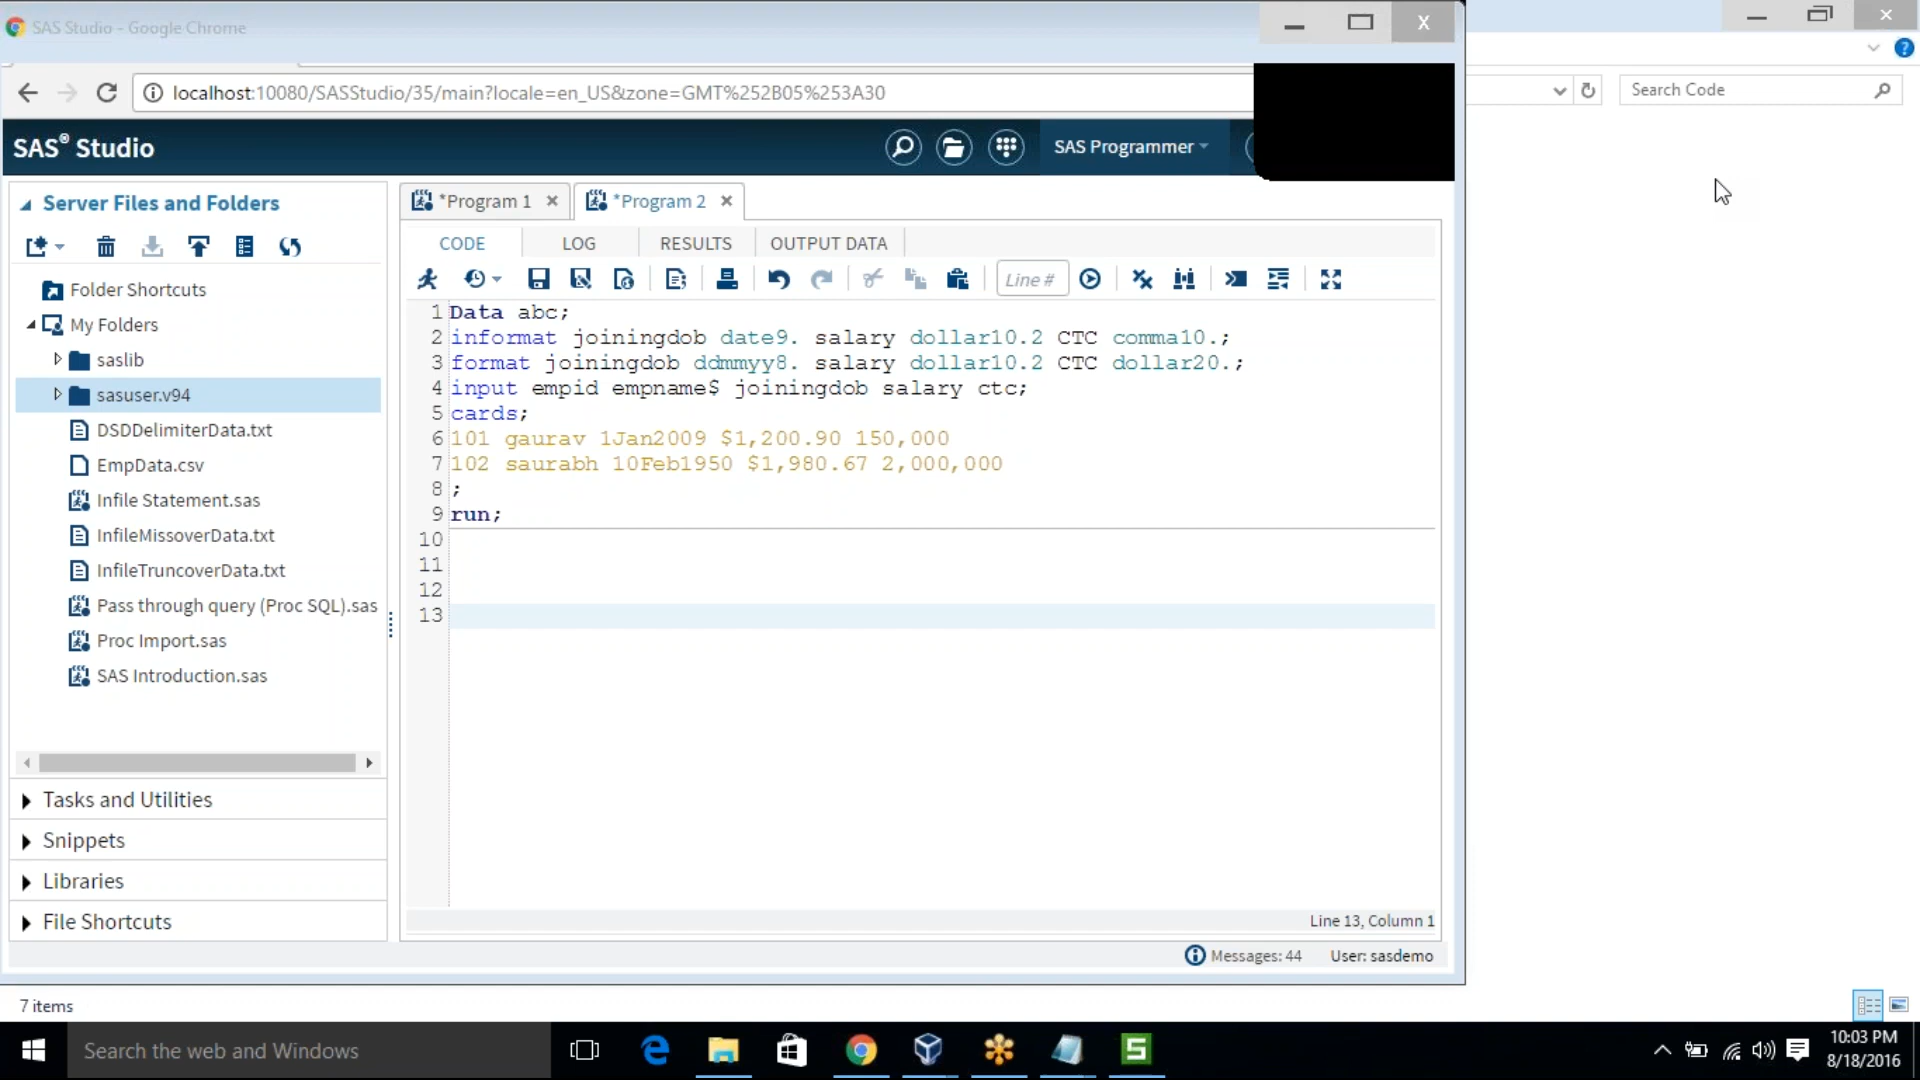 SAS Studio - Google Chrome
localhost:10080/SASStudio/35/main?locale=en_US&zone=GMT%252B05%253A30
Search Code
SAS® Studio
SAS Programmer
Server Files and Folders
*Program 1
*Program 2
CODE
LOG
RESULTS
OUTPUT DATA
Line #
Folder Shortcuts
My Folders
saslib
sasuser.v94
DSDDelimiterData.txt
EmpData.csv
Infile Statement.sas
InfileMissoverData.txt
InfileTruncoverData.txt
Pass through query (Proc SQL).sas
Proc Import.sas
SAS Introduction.sas
Tasks and Utilities
Snippets
Libraries
File Shortcuts
1 Data abc;
2 informat joiningdob date9. salary dollar10.2 CTC comma10.;
3 format joiningdob ddmmyy8. salary dollar10.2 CTC dollar20.;
4 input empid empname$ joiningdob salary ctc;
5 cards;
6 101 gaurav 1Jan2009 $1,200.90 150,000
7 102 saurabh 10Feb1950 $1,980.67 2,000,000
8 ;
9 run;
10
11
12
13
Line 13, Column 1
Messages: 44
User: sasdemo
7 items
Search the web and Windows
10:03 PM
8/18/2016